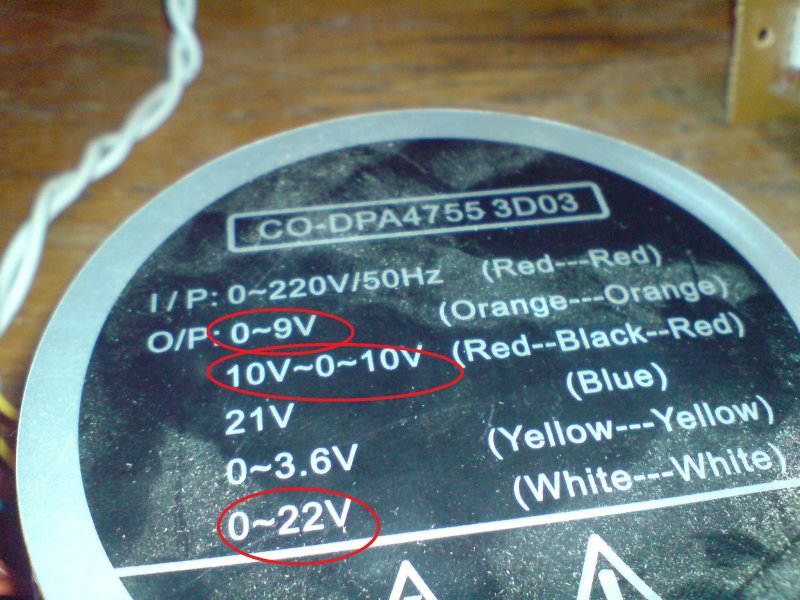 CO-DPA4755 3D03
I / P: 0~220V/50Hz (Red---Red)
O/P: 0~9V (Orange---Orange)
10V~0~10V (Red--Black--Red)
21V (Blue)
0~3.6V (Yellow---Yellow)
0~22V (White---White)